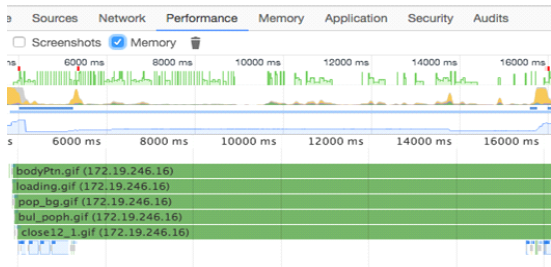 Sources Network Performance Memory Application Security Audits
Screenshots Memory
6000 ms 8000 ms 10000 ms 12000 ms 14000 ms 16000 ms
6000 ms 8000 ms 10000 ms 12000 ms 14000 ms 16000 ms
bodyPtn.gif (172.19.246.16)
loading.gif (172.19.246.16)
pop_bg.gif (172.19.246.16)
bul_poph.gif (172.19.246.16)
close12_1.gif (172.19.246.16)